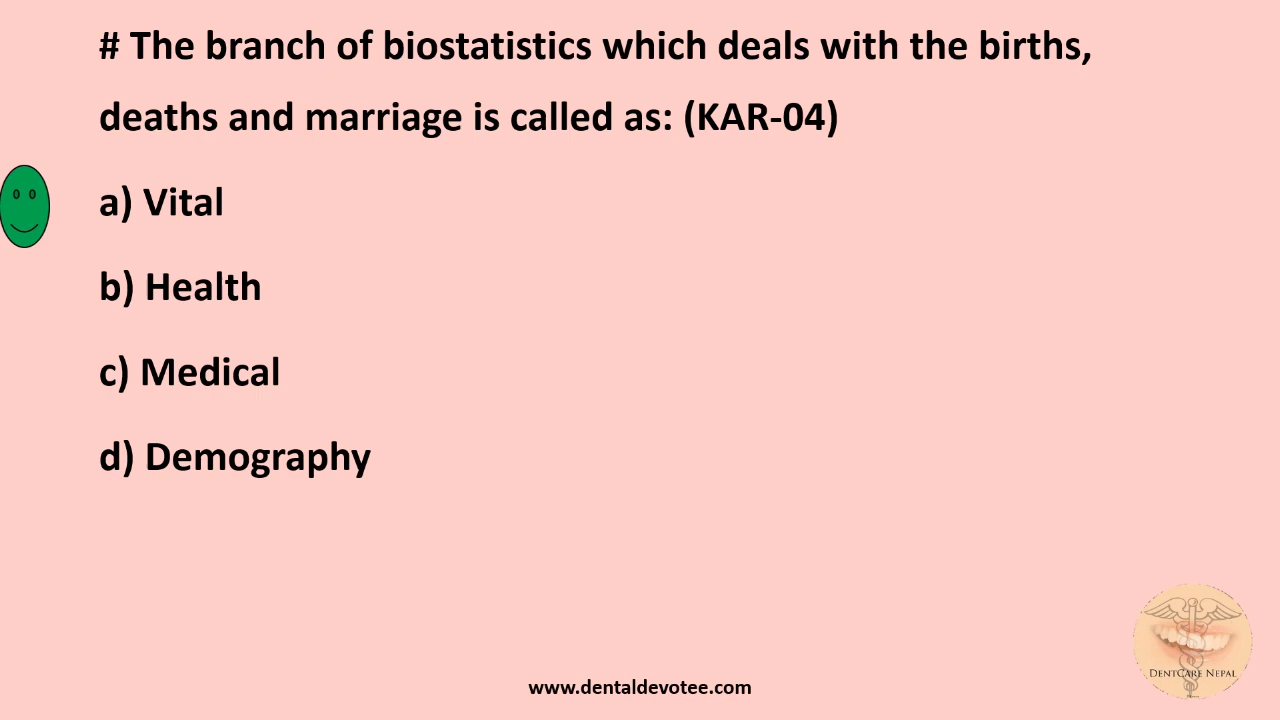 # The branch of biostatistics which deals with the births,
deaths and marriage is called as: (KAR-04)
a) Vital
b) Health
c) Medical
d) Demography
DENTCARE NEPAL
www.dentaldevotee.com